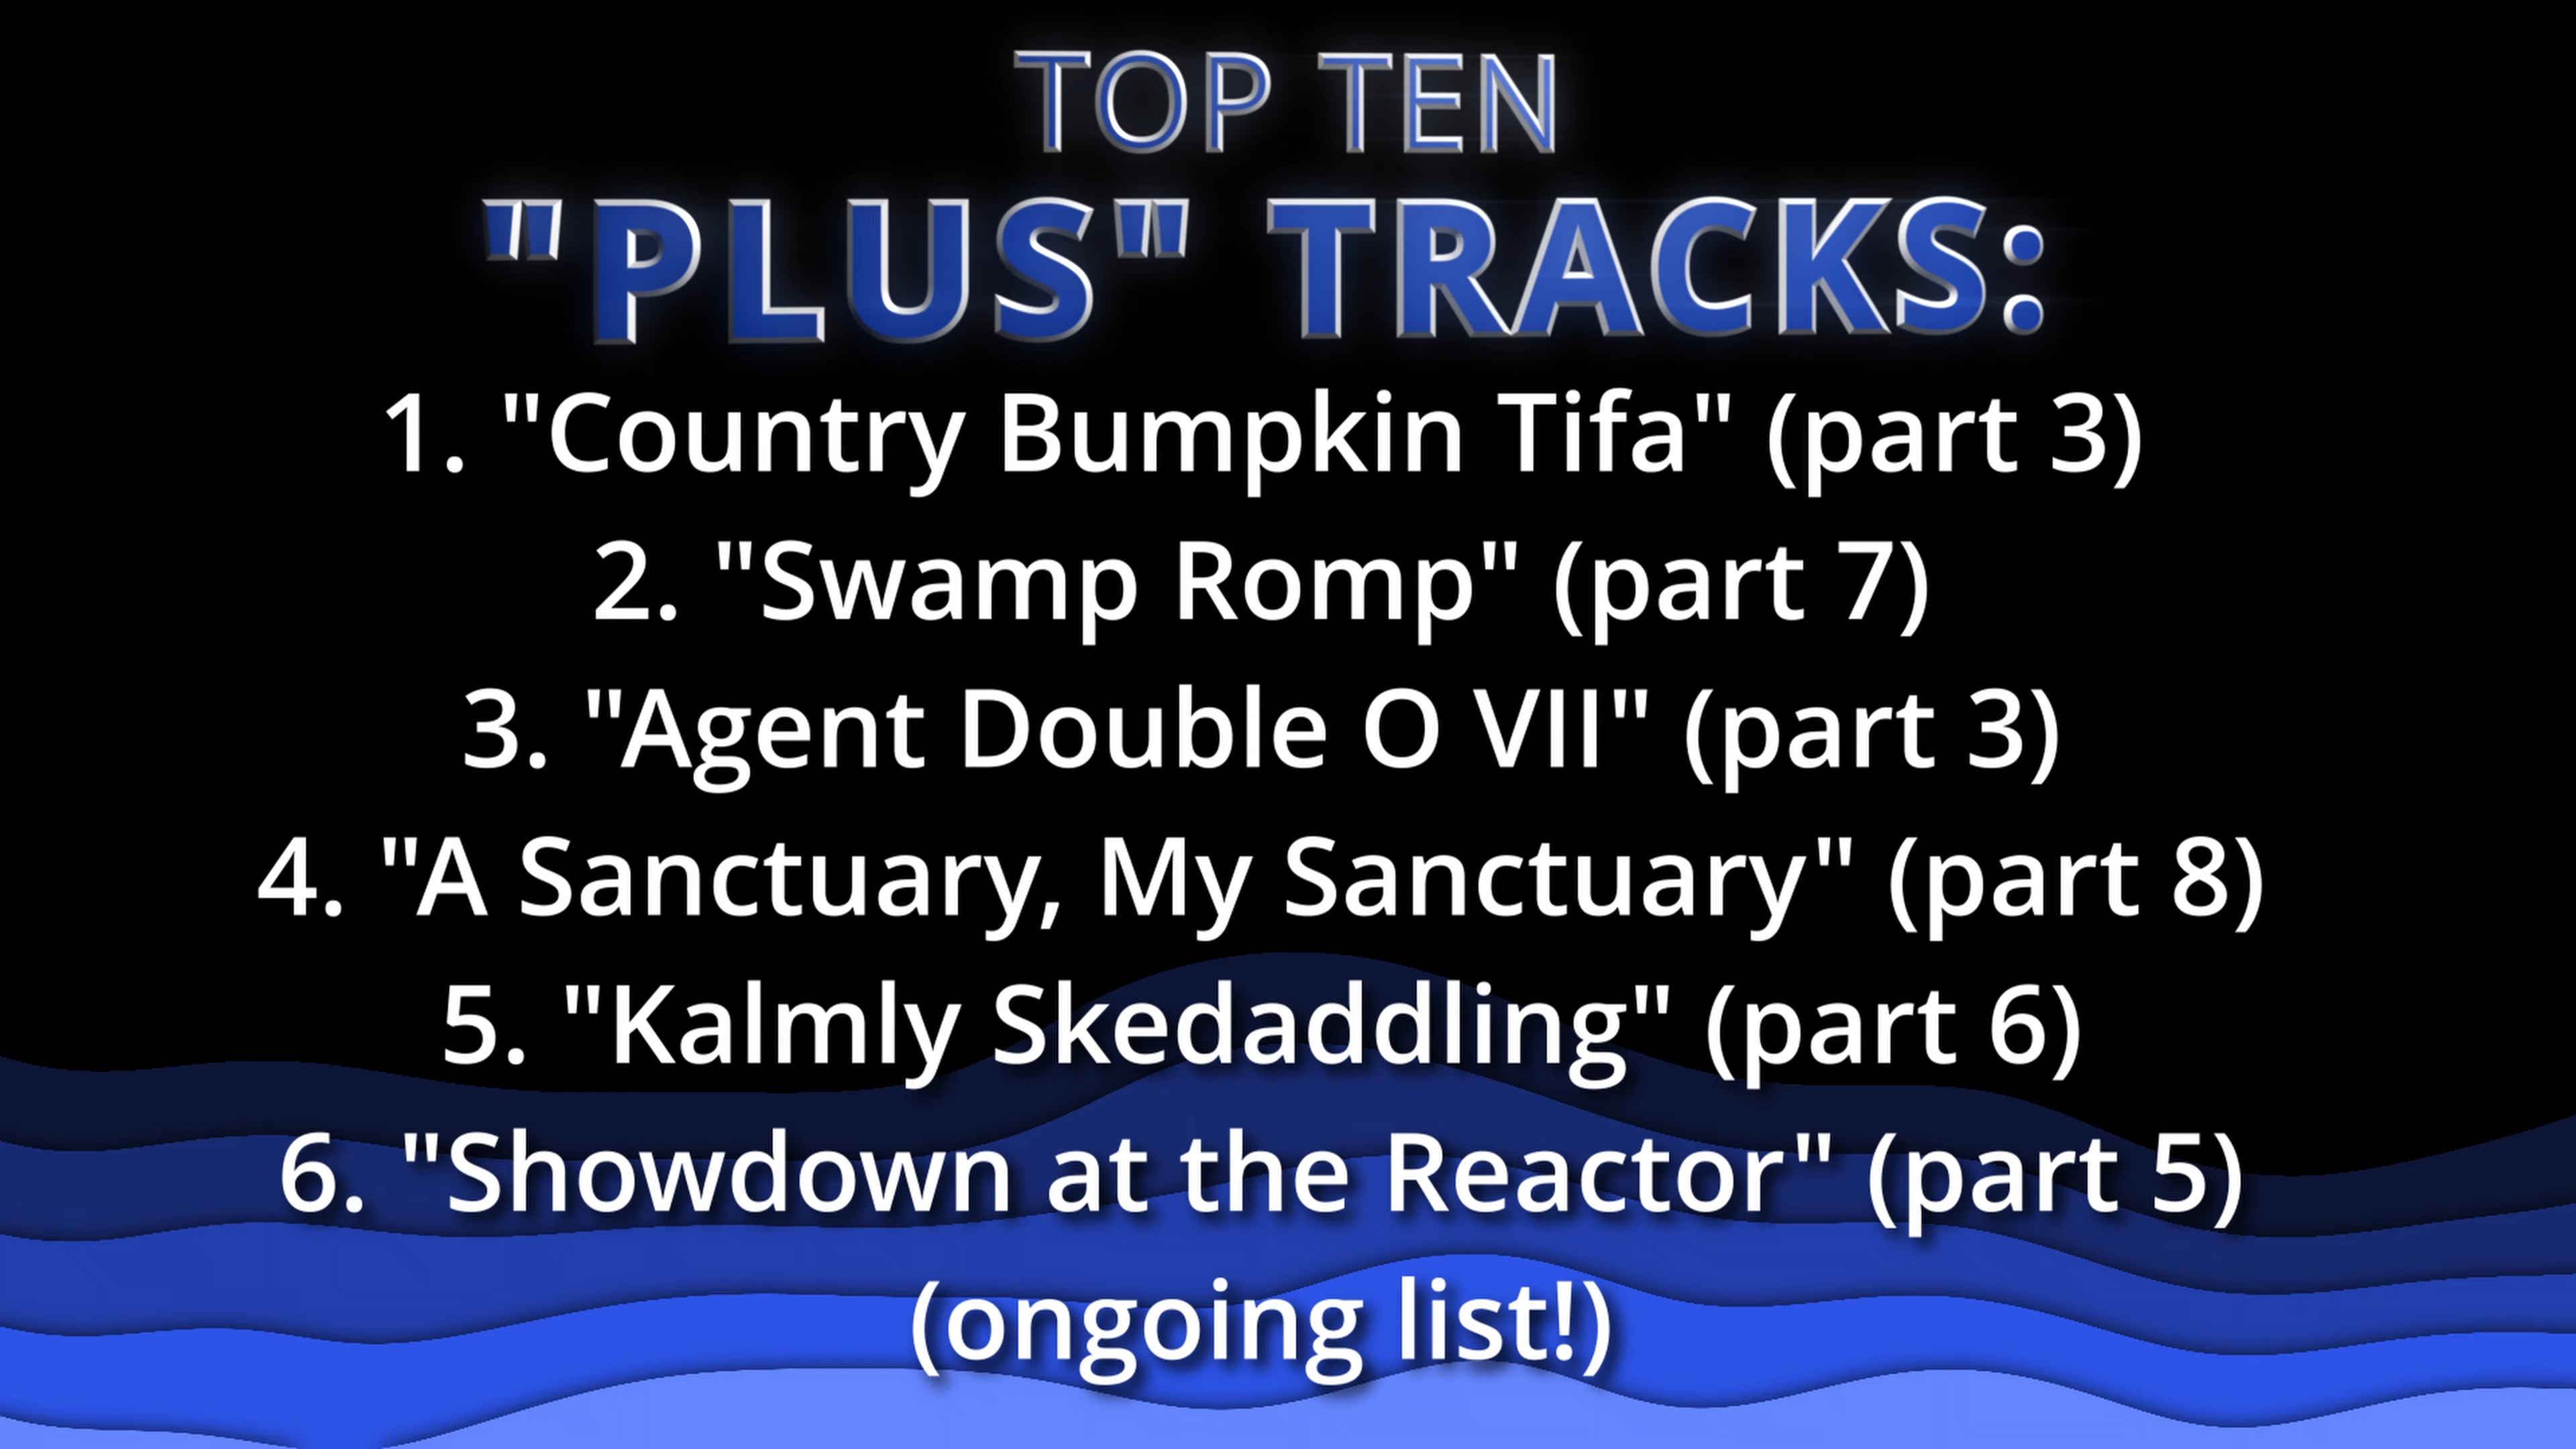 TOP TEN
"PLUS" TRACKS:
1. "Country Bumpkin Tifa" (part 3)
2. "Swamp Romp" (part 7)
3. "Agent Double O VII" (part 3)
4. "A Sanctuary, My Sanctuary" (part 8)
5. "Kalmly Skedaddling" (part 6)
6. "Showdown at the Reactor" (part 5)
(ongoing list!)